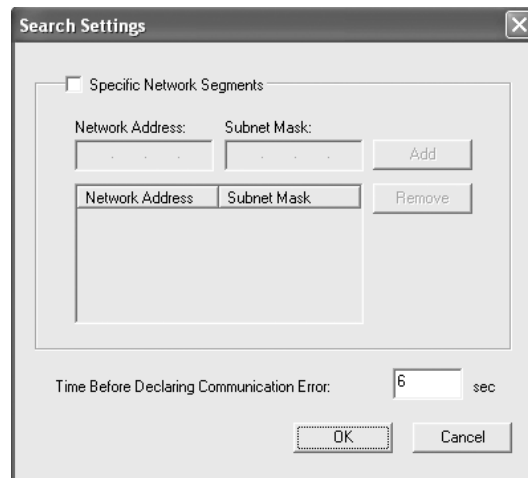 Search Settings
Specific Network Segments
Network Address: Subnet Mask:
Add
Network Address Subnet Mask
Remove
Time Before Declaring Communication Error: 6 sec
OK Cancel